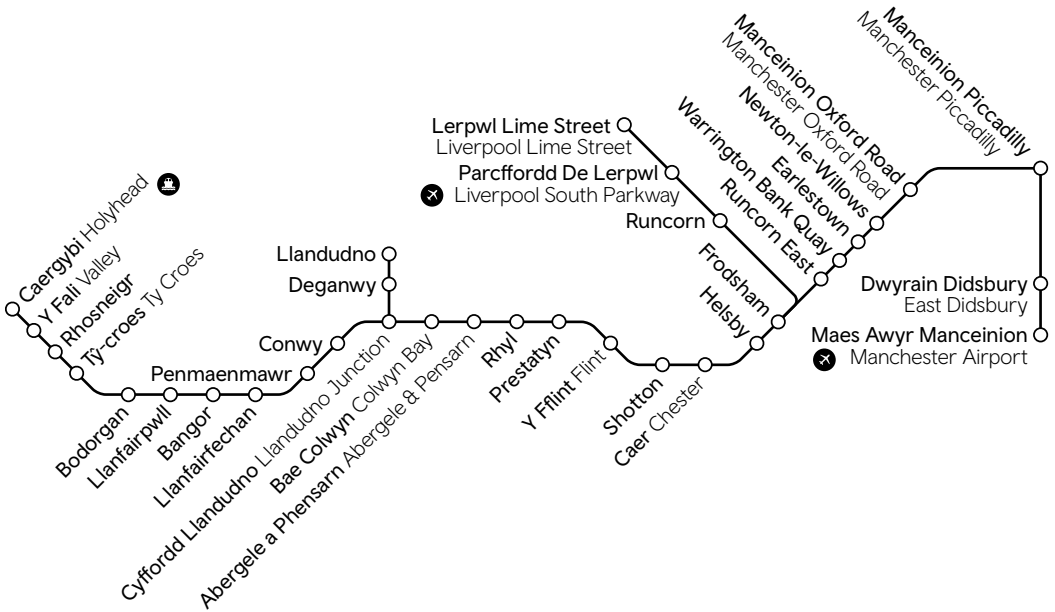 Caergybi Holyhead
Y Fali Valley
Rhosneigr
Tŷ-croes Ty Croes
Bodorgan
Llanfairpwll
Bangor
Llanfairfechan
Penmaenmawr
Conwy
Llandudno
Deganwy
Cyffordd Llandudno Llandudno Junction
Bae Colwyn Colwyn Bay
Abergele a Phensarn Abergele & Pensarn
Rhyl
Prestatyn
Y Fflint Flint
Shotton
Caer Chester
Helsby
Frodsham
Lerpwl Lime Street
Liverpool Lime Street
Parcffordd De Lerpwl
Liverpool South Parkway
Runcorn
Runcorn East
Warrington Bank Quay
Earlestown
Newton-le-Willows
Manceinion Oxford Road
Manchester Oxford Road
Manceinion Piccadilly
Manchester Piccadilly
Dwyrain Didsbury
East Didsbury
Maes Awyr Manceinion
Manchester Airport